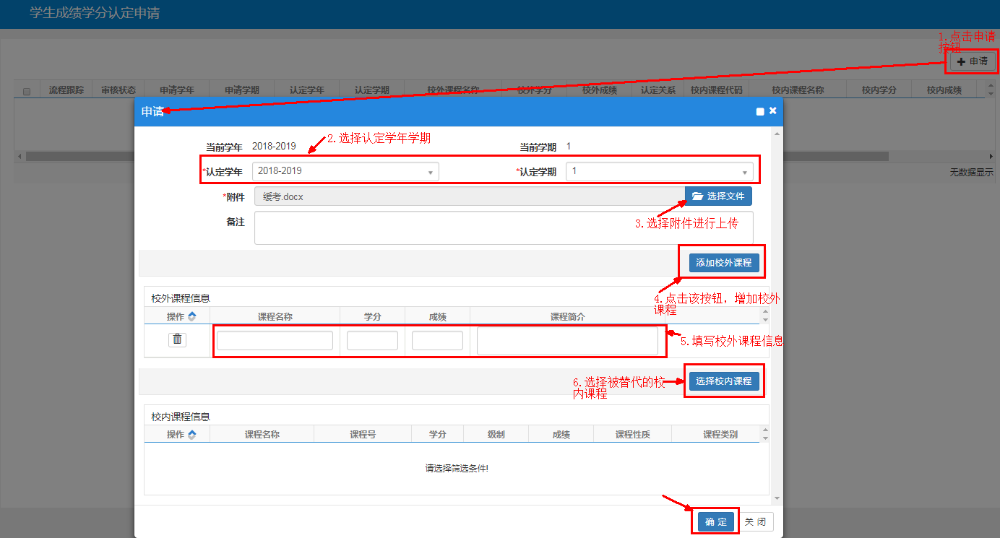 学生成绩学分认定申请
1.点击申请
按钮
申请
流程跟踪 审核状态 申请学年 申请学期 认定学年 认定学期 校外课程名称 校外学分 校外成绩 认定关系 校内课程代码 校内课程名称 校内学分 校内成绩
申请
2.选择认定学年学期
当前学年 2018-2019 当前学期 1
*认定学年 2018-2019 *认定学期 1
无数据显示
*附件 缓考.docx 选择文件
备注
3.选择附件进行上传
添加校外课程
4.点击该按钮，增加校外
课程
校外课程信息
操作 课程名称 学分 成绩 课程简介
5.填写校外课程信息
6.选择被替代的校
内课程
选择校内课程
校内课程信息
操作 课程名称 课程号 学分 级制 成绩 课程性质 课程类别
请选择筛选条件!
确 定 关 闭